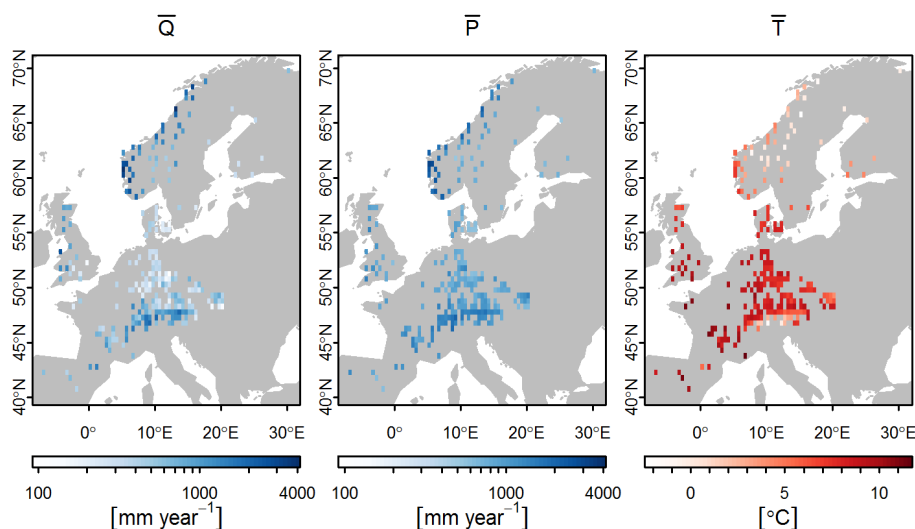 Q̅ P̅ T̅
70°N 70°N 70°N
65°N 65°N 65°N
60°N 60°N 60°N
55°N 55°N 55°N
50°N 50°N 50°N
45°N 45°N 45°N
40°N 40°N 40°N
0° 10°E 20°E 30°E 0° 10°E 20°E 30°E 0° 10°E 20°E 30°E
100 1000 4000 100 1000 4000 0 5 10
[mm year⁻¹] [mm year⁻¹] [°C]